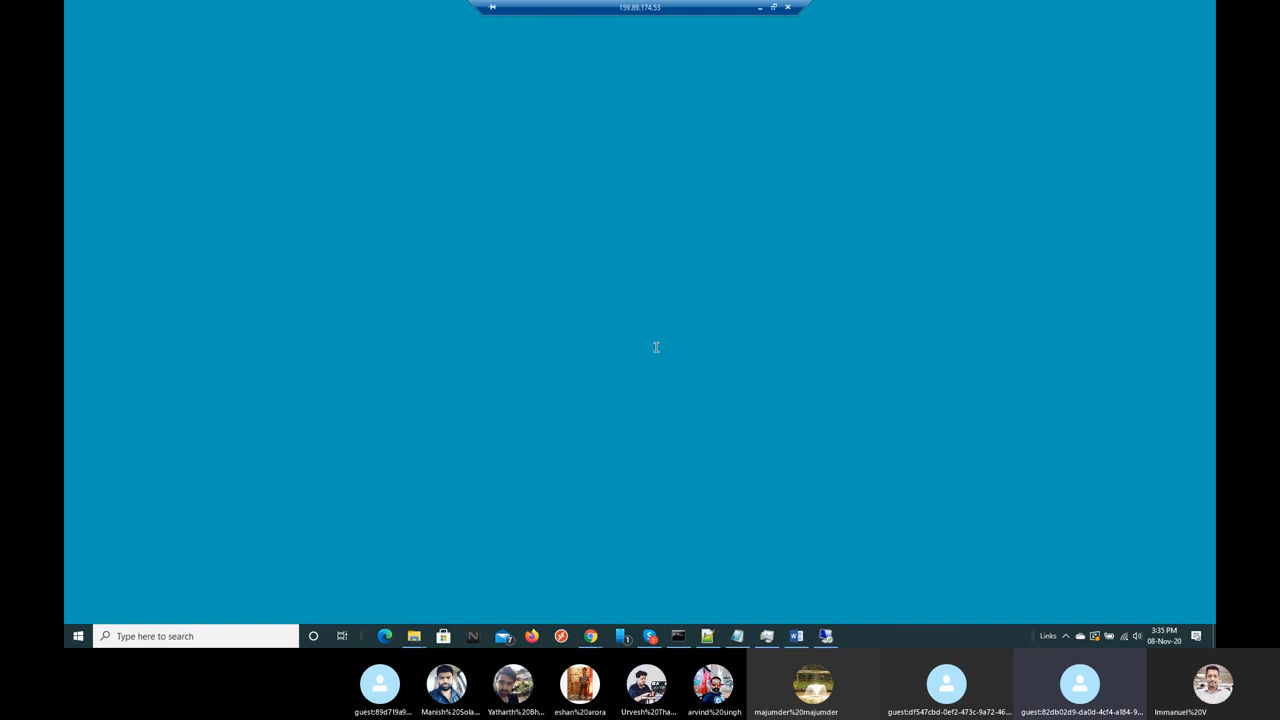 159.89.174.53
Type here to search
7
1
Links
3:35 PM
08-Nov-20
guest:89d719a9...
Manish%20Sola...
Yatharth%20Bh...
eshan%20arora
Urvesh%20Tha...
arvind%20singh
majumder%20majumder
guest:df547cbd-0ef2-473c-9a72-46...
guest:82db02d9-da0d-4cf4-a184-9...
Immanuel%20V